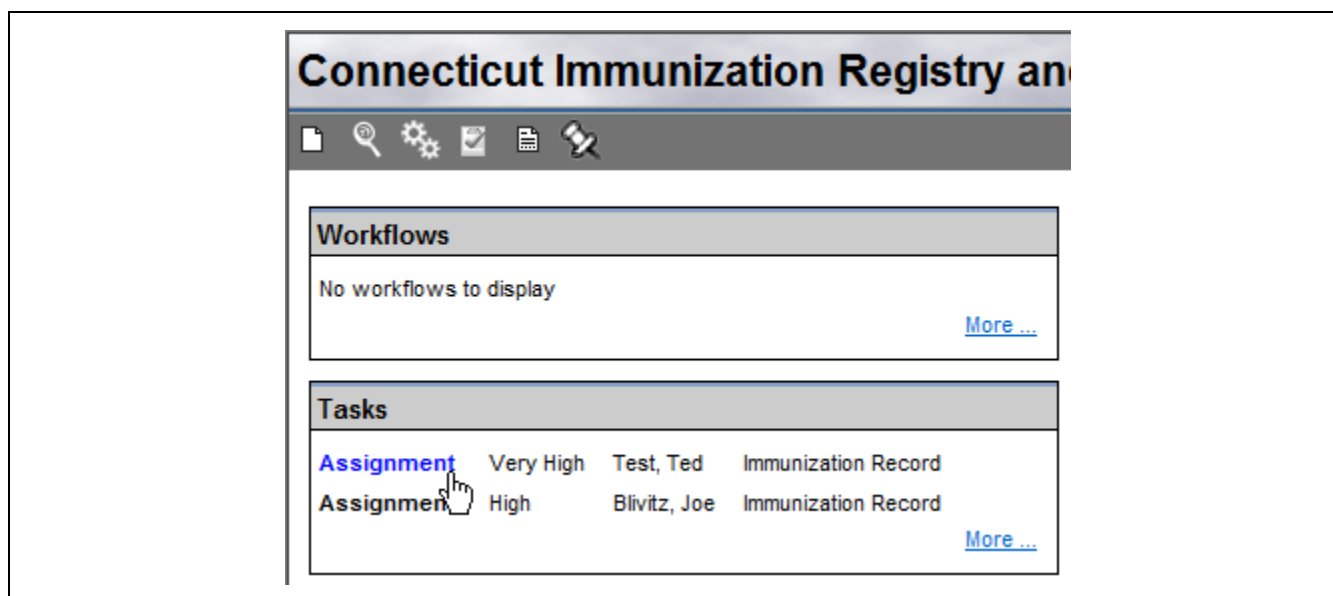 Connecticut Immunization Registry an
Workflows
No workflows to display
More ...
Tasks
Assignment Very High Test, Ted Immunization Record
Assignmen High Blivitz, Joe Immunization Record
More ...